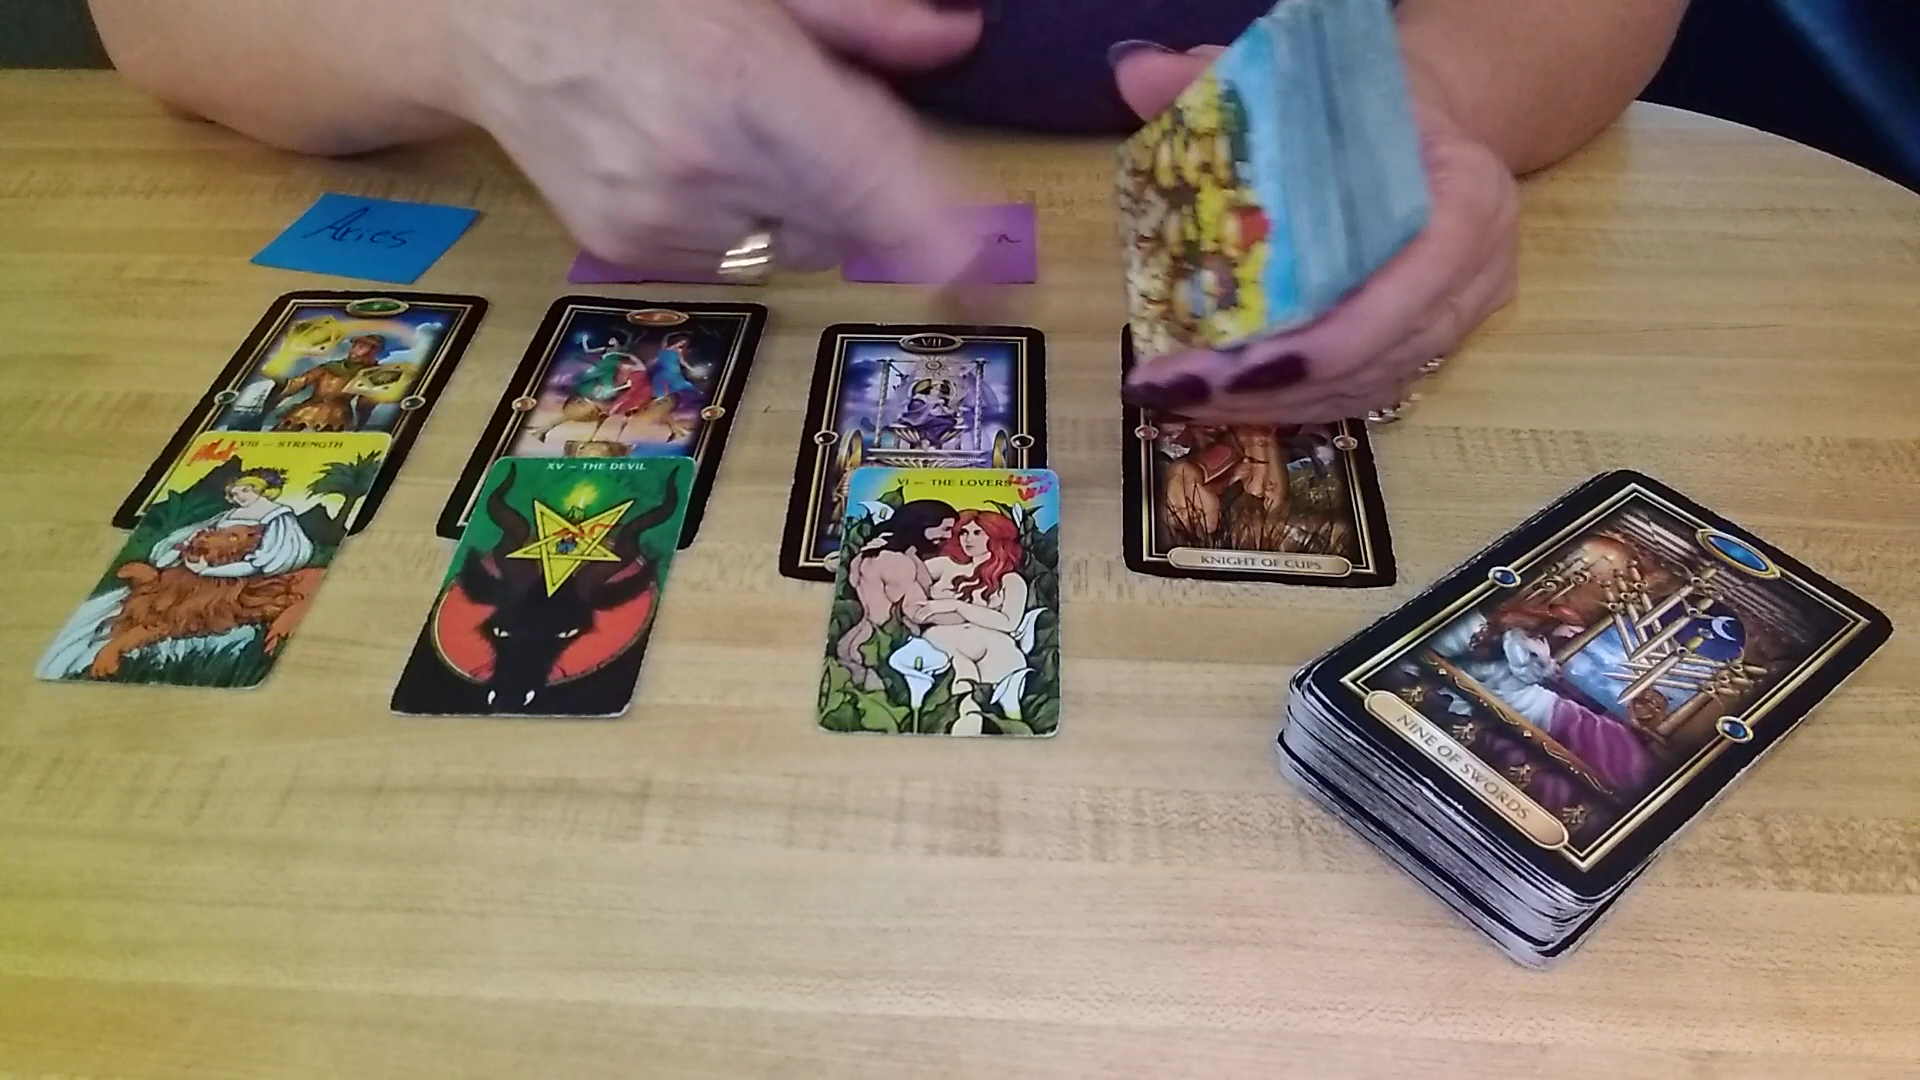 Aries
VII
VIII — STRENGTH
XV — THE DEVIL
VI — THE LOVERS
KNIGHT OF CUPS
NINE OF SWORDS